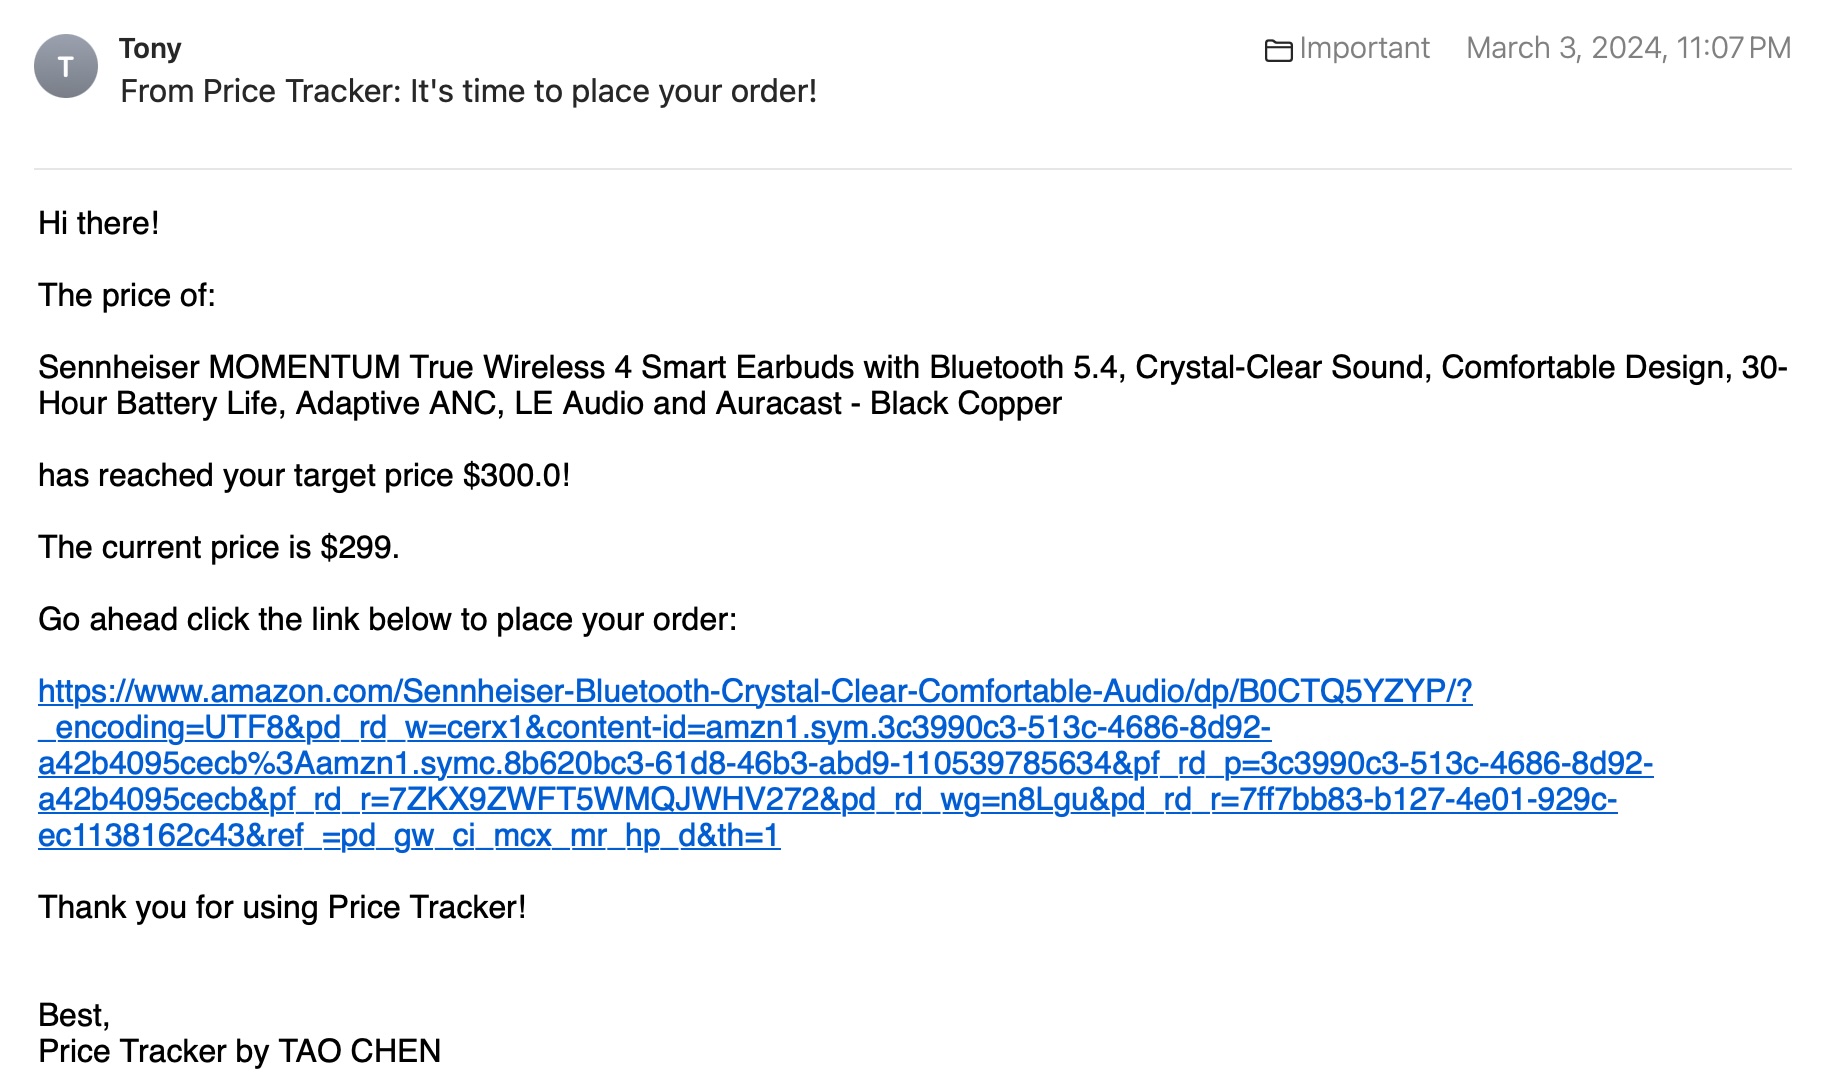 T
Tony
Important
March 3, 2024, 11:07 PM
From Price Tracker: It's time to place your order!
Hi there!
The price of:
Sennheiser MOMENTUM True Wireless 4 Smart Earbuds with Bluetooth 5.4, Crystal-Clear Sound, Comfortable Design, 30-
Hour Battery Life, Adaptive ANC, LE Audio and Auracast - Black Copper
has reached your target price $300.0!
The current price is $299.
Go ahead click the link below to place your order:
https://www.amazon.com/Sennheiser-Bluetooth-Crystal-Clear-Comfortable-Audio/dp/B0CTQ5YZYP/?
_encoding=UTF8&pd_rd_w=cerx1&content-id=amzn1.sym.3c3990c3-513c-4686-8d92-
a42b4095cecb%3Aamzn1.symc.8b620bc3-61d8-46b3-abd9-110539785634&pf_rd_p=3c3990c3-513c-4686-8d92-
a42b4095cecb&pf_rd_r=7ZKX9ZWFT5WMQJWHV272&pd_rd_wg=n8Lgu&pd_rd_r=7ff7bb83-b127-4e01-929c-
ec1138162c43&ref_=pd_gw_ci_mcx_mr_hp_d&th=1
Thank you for using Price Tracker!
Best,
Price Tracker by TAO CHEN